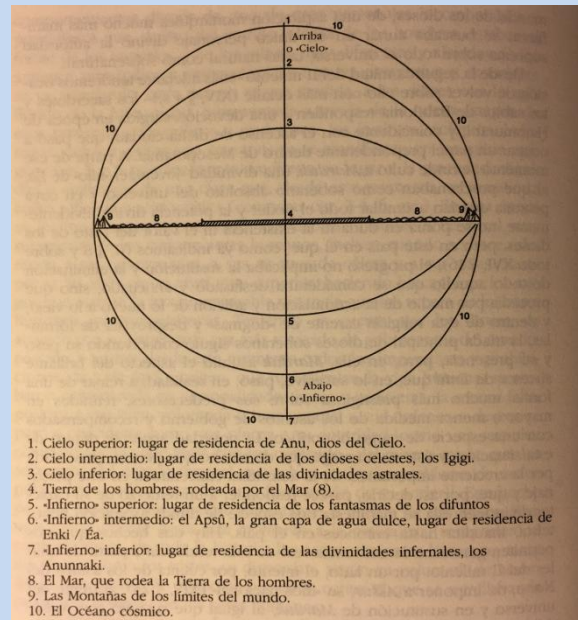 1
10
Arriba
o «Cielo»
2
3
10
10
9
8
4
8
9
5
6
Abajo
o «Infierno»
10
7
1. Cielo superior: lugar de residencia de Anu, dios del Cielo.
2. Cielo intermedio: lugar de residencia de los dioses celestes, los Igigi.
3. Cielo inferior: lugar de residencia de las divinidades astrales.
4. Tierra de los hombres, rodeada por el Mar (8).
5. «Infierno» superior: lugar de residencia de los fantasmas de los difuntos
6. «Infierno» intermedio: el Apsû, la gran capa de agua dulce, lugar de residencia de
Enki / Éa.
7. «Infierno» inferior: lugar de residencia de las divinidades infernales, los
Anunnaki.
8. El Mar, que rodea la Tierra de los hombres.
9. Las Montañas de los límites del mundo.
10. El Océano cósmico.